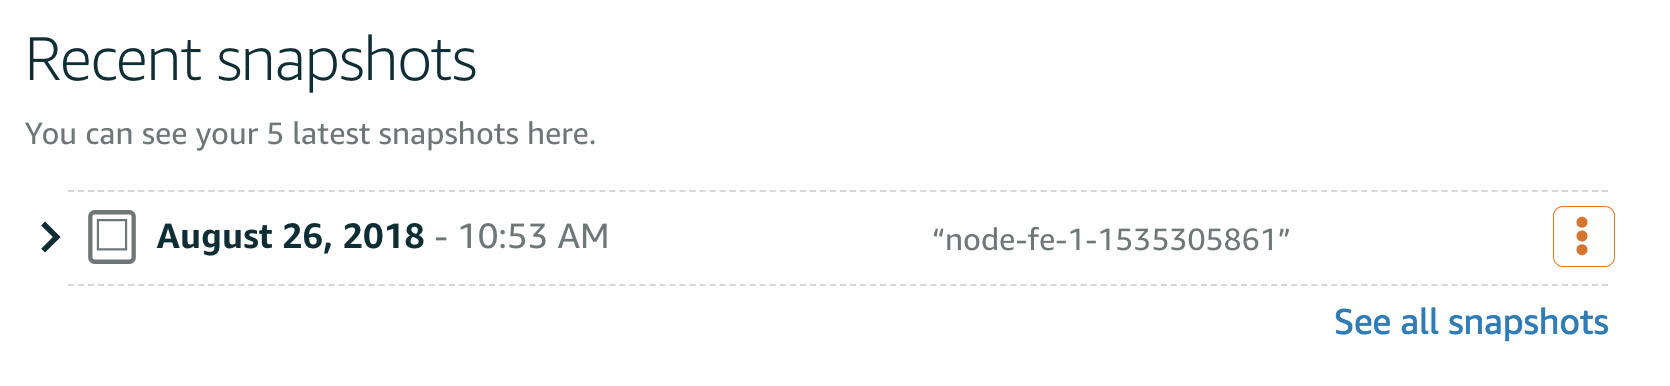 Recent snapshots
You can see your 5 latest snapshots here.
August 26, 2018 - 10:53 AM “node-fe-1-1535305861”
See all snapshots